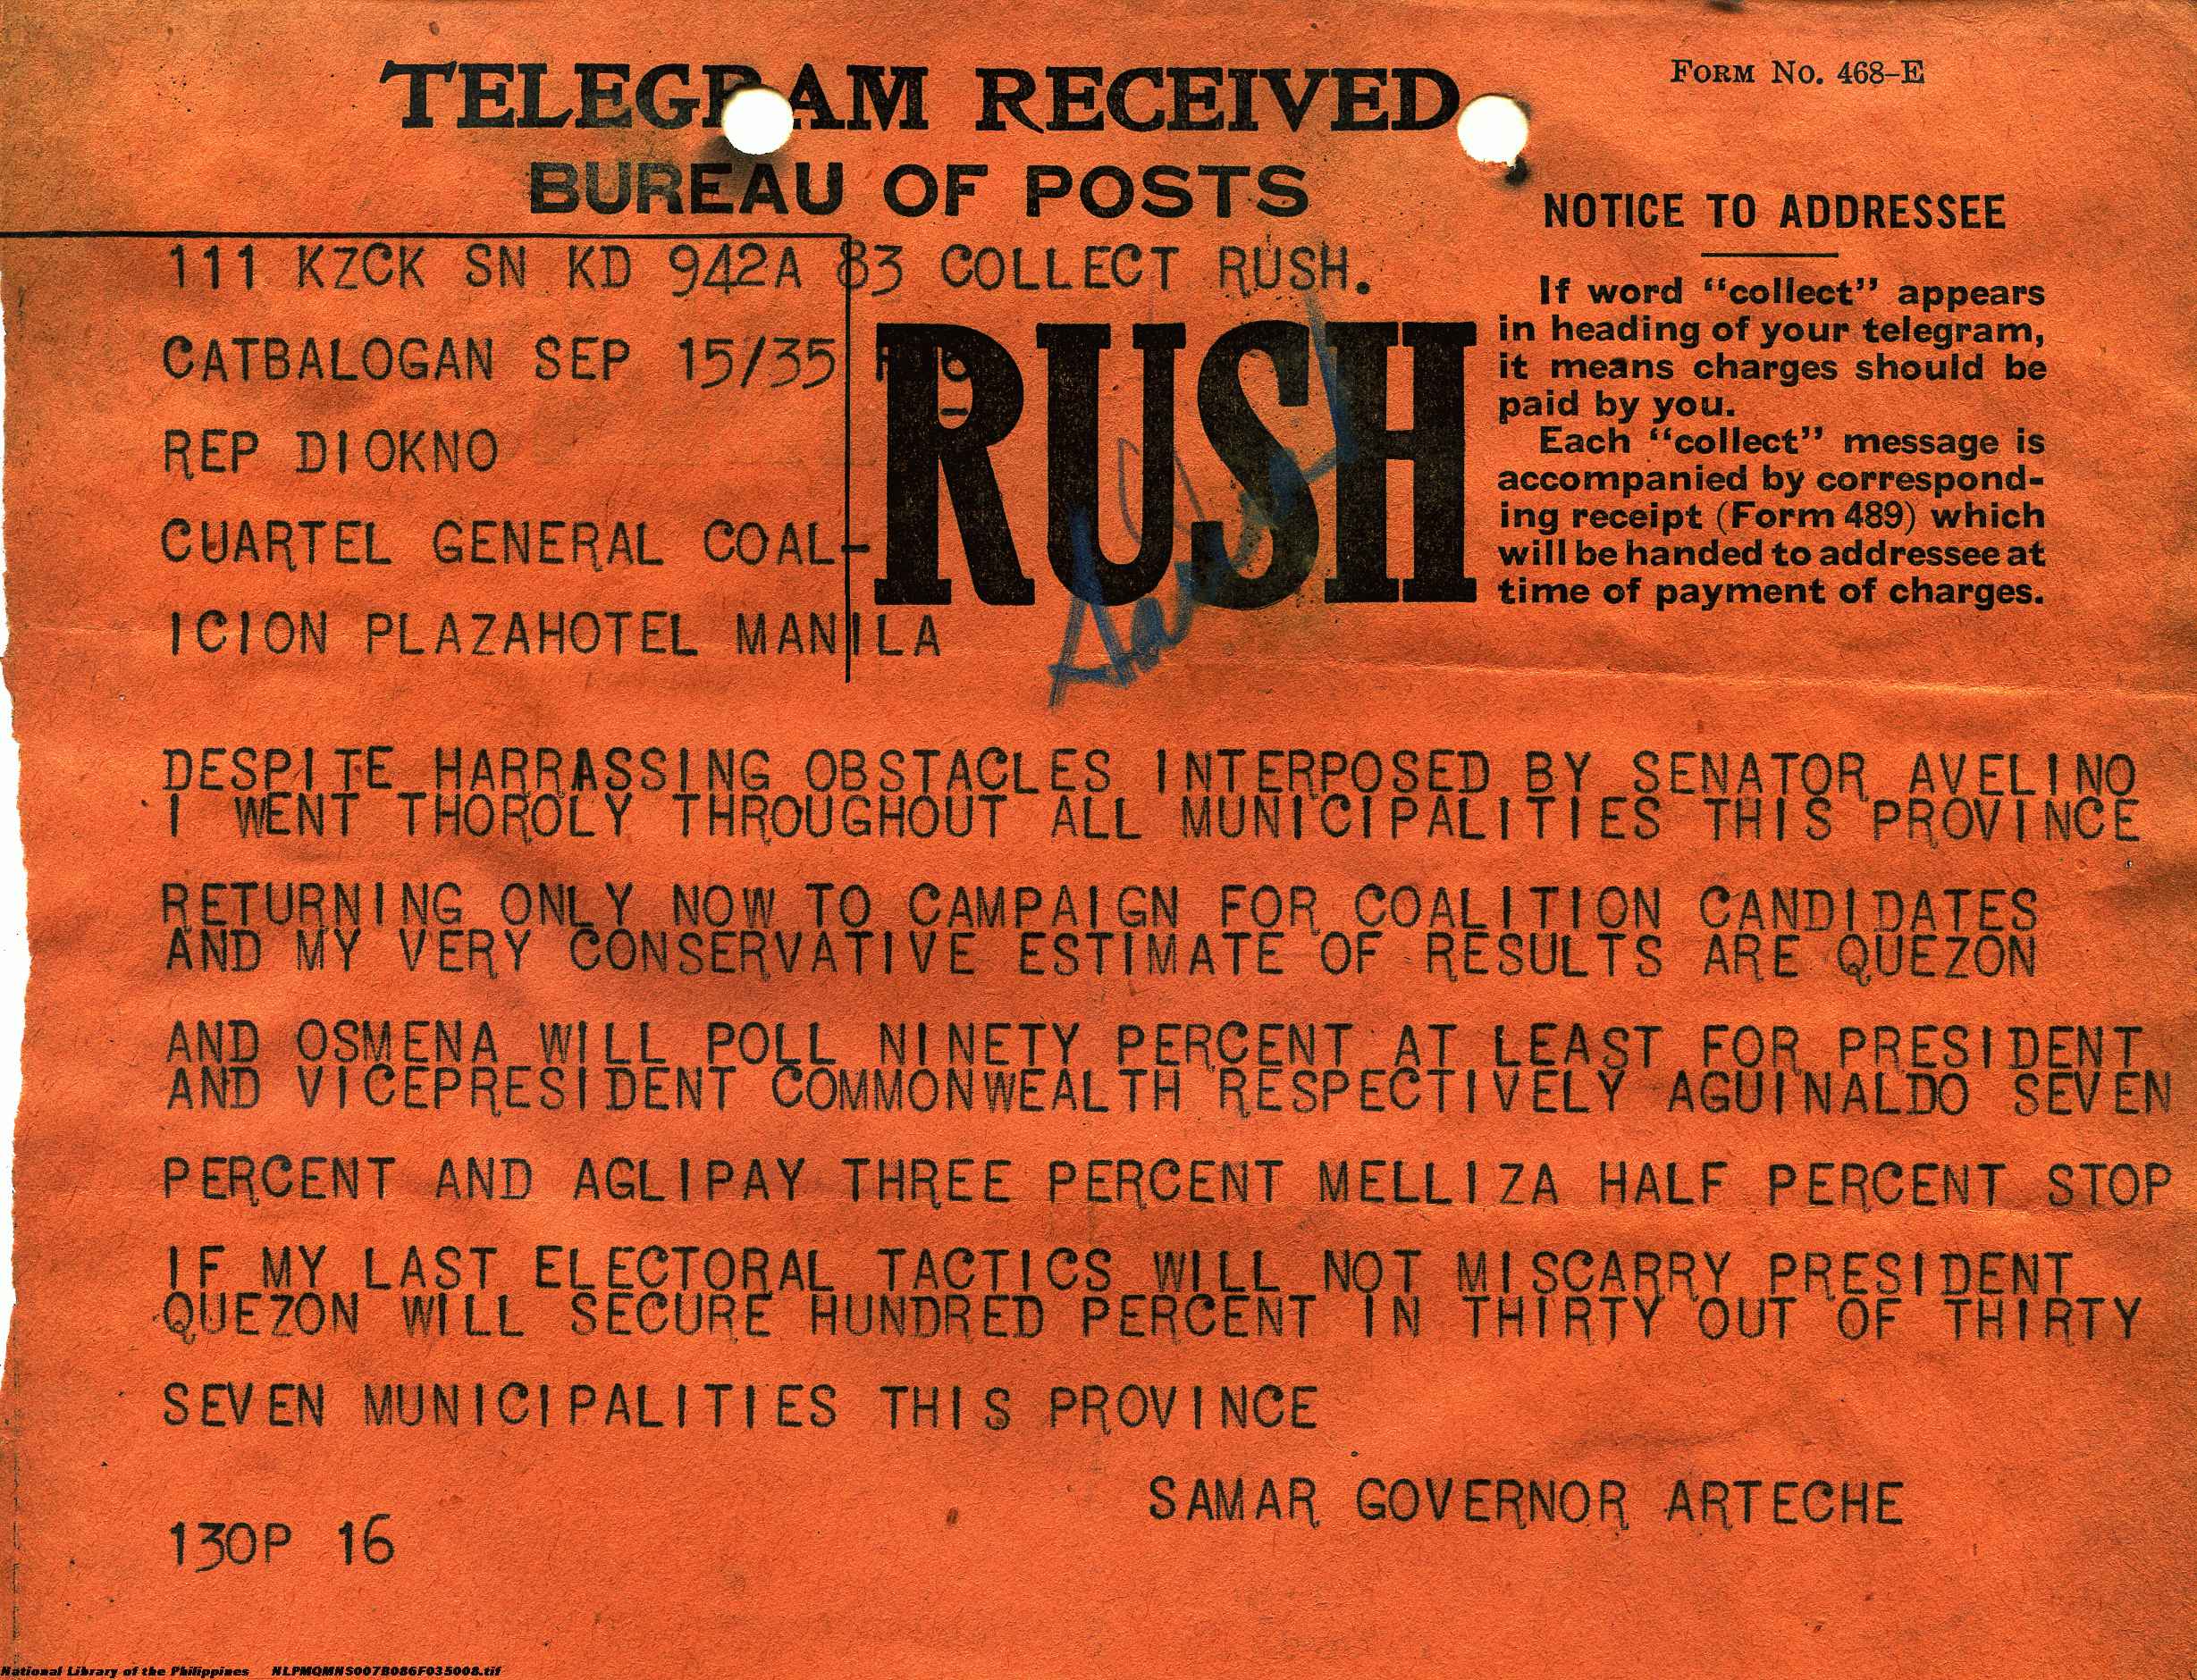 TELEGRAM RECEIVED
FORM NO. 468-E
BUREAU OF POSTS
NOTICE TO ADDRESSEE
If word "collect" appears
in heading of your telegram,
it means charges should be
paid by you.
Each "collect" message is
accompanied by correspond-
ing receipt (Form 489) which
will be handed to addressee at
time of payment of charges.
111 KZCK SN KD 942A 83 COLLECT RUSH.
CATBALOGAN SEP 15/35
RUSH
REP DIOKNO
CUARTEL GENERAL COAL-
ICION PLAZAHOTEL MANILA
DESPITE HARRASSING OBSTACLES INTERPOSED BY SENATOR AVELINO
I WENT THOROLY THROUGHOUT ALL MUNICIPALITIES THIS PROVINCE
RETURNING ONLY NOW TO CAMPAIGN FOR COALITION CANDIDATES
AND MY VERY CONSERVATIVE ESTIMATE OF RESULTS ARE QUEZON
AND OSMENA WILL POLL NINETY PERCENT AT LEAST FOR PRESIDENT
AND VICEPRESIDENT COMMONWEALTH RESPECTIVELY AGUINALDO SEVEN
PERCENT AND AGLIPAY THREE PERCENT MELLIZA HALF PERCENT STOP
IF MY LAST ELECTORAL TACTICS WILL NOT MISCARRY PRESIDENT
QUEZON WILL SECURE HUNDRED PERCENT IN THIRTY OUT OF THIRTY
SEVEN MUNICIPALITIES THIS PROVINCE
SAMAR GOVERNOR ARTECHE
130P 16
National Library of the Philippines NLPMQMNS007B086F035008.tif